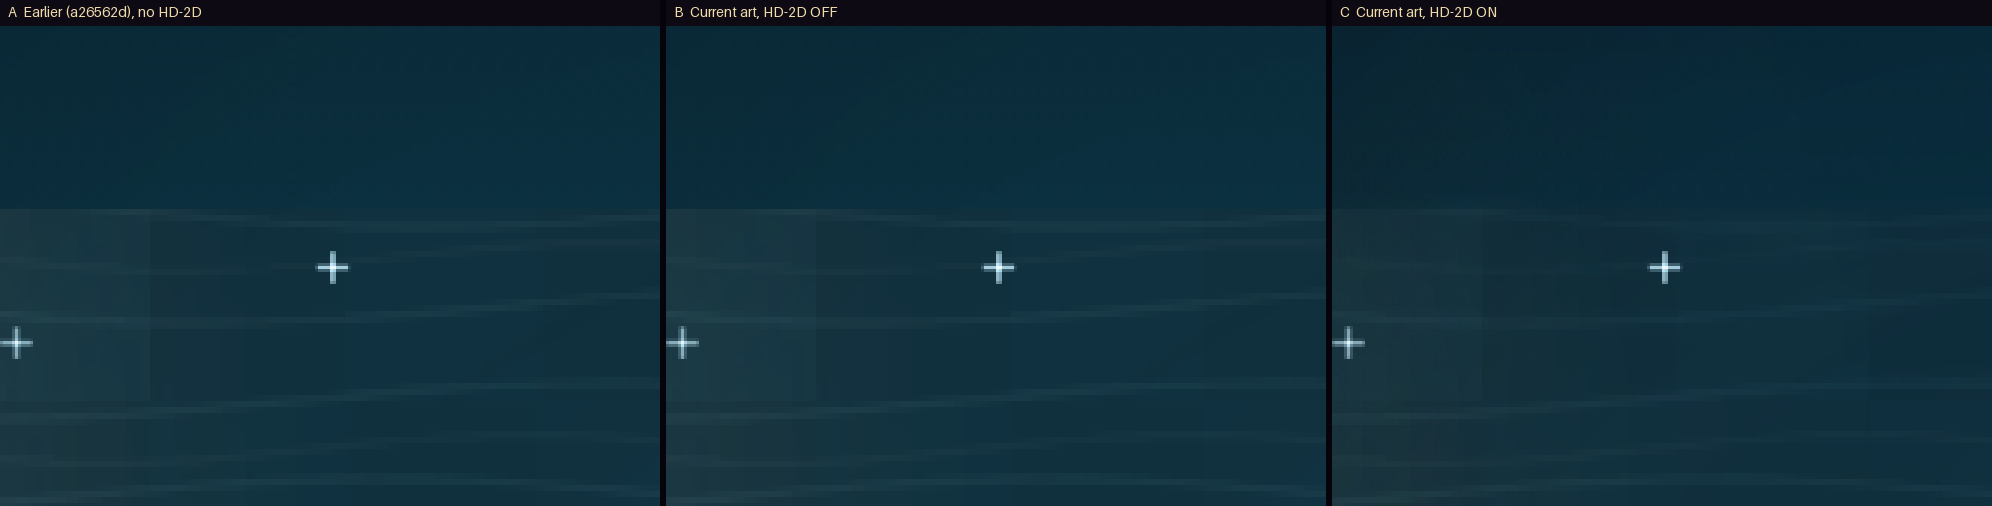 A Earlier (a26562d), no HD-2D
B Current art, HD-2D OFF
C Current art, HD-2D ON